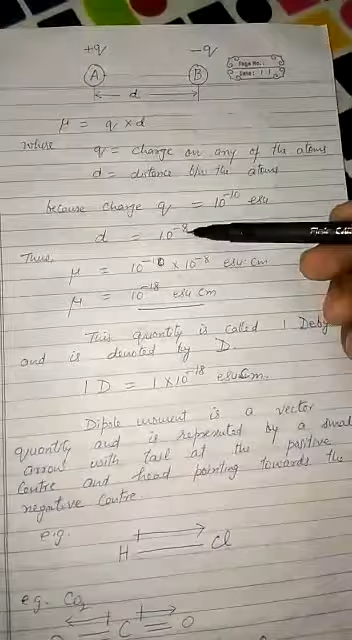 +q -q
A B
Page No.:
Date: 11
d
μ = q × d
where q = charge on any of the atoms
d = distance b/w the atoms
because charge q = 10⁻¹⁰ esu
d = 10⁻⁸
Thus
μ = 10⁻¹⁰ × 10⁻⁸ esu·cm
μ = 10⁻¹⁸ esu cm
This quantity is called 1 Deby
and is denoted by D.
1 D = 1 × 10⁻¹⁸ esu cm.
Dipole moment is a vector
quantity and is represnted by a small
arrow with tail at the positive
Centre and head pointing towards the
negative centre.
e.g.
H Cl
eg. CO₂
C = O